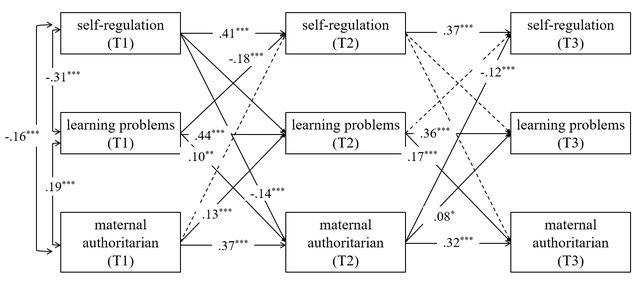 self-regulation
(T1)
.41***
self-regulation
(T2)
.37***
self-regulation
(T3)
-.18***
-.12***
-.31***
-.16***
learning problems
(T1)
.44***
learning problems
(T2)
.36***
learning problems
(T3)
.10**
.17***
.19***
-.14***
.13***
.08*
maternal
authoritarian
(T1)
.37***
maternal
authoritarian
(T2)
.32***
maternal
authoritarian
(T3)